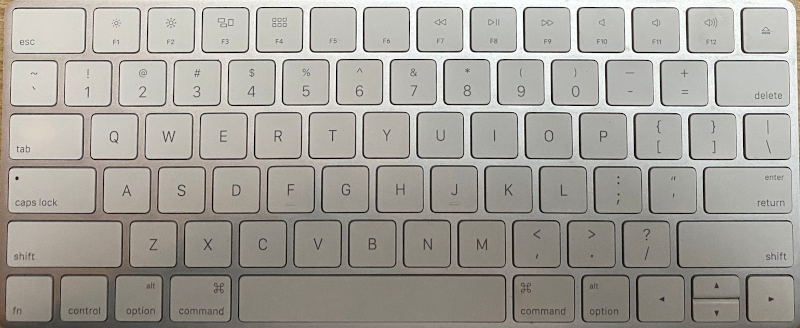 esc F1 F2 F3 F4 F5 F6 F7 F8 F9 F10 F11 F12
~ ! @ # $ % ^ & * ( ) — +
` 1 2 3 4 5 6 7 8 9 0 - = delete
tab Q W E R T Y U I O P { } |
[ ] \
caps lock A S D F G H J K L : " enter
; ' return
shift Z X C V B N M < > ? shift
, . /
alt ⌘ ⌘ alt ◄ ▲ ►
fn control option command command option ▼